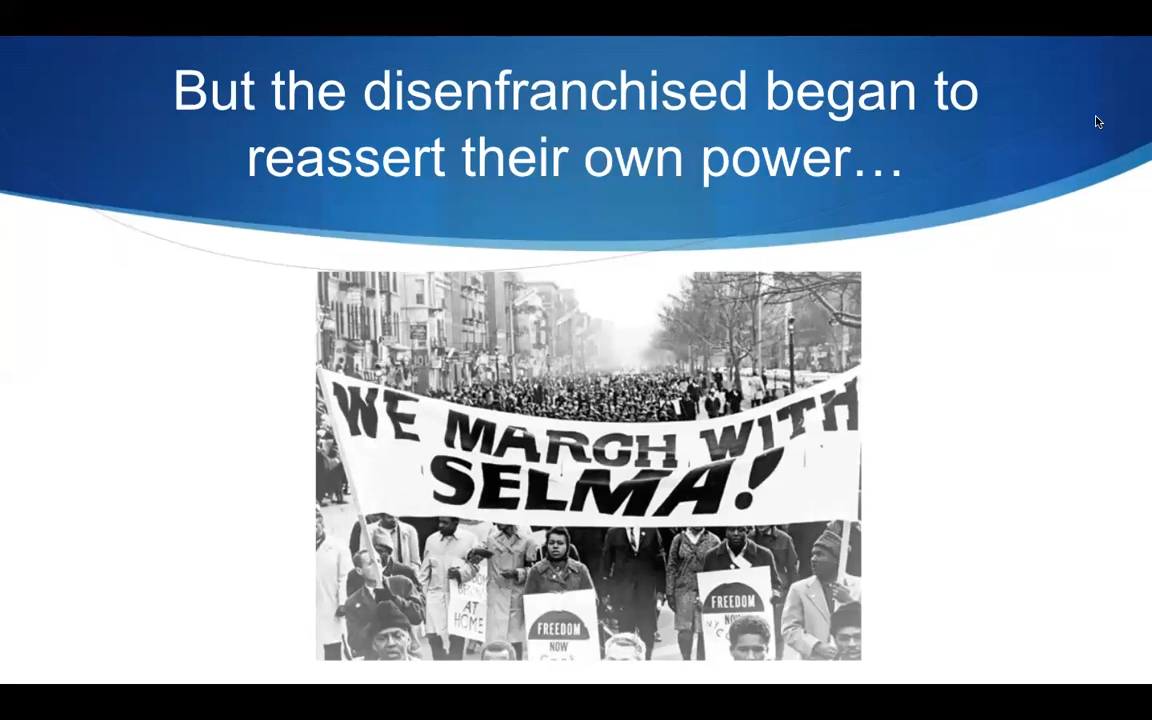 But the disenfranchised began to
reassert their own power…
WE MARCH WITH
SELMA!
AT
HOME
FREEDOM
NOW
FREEDOM
NOW